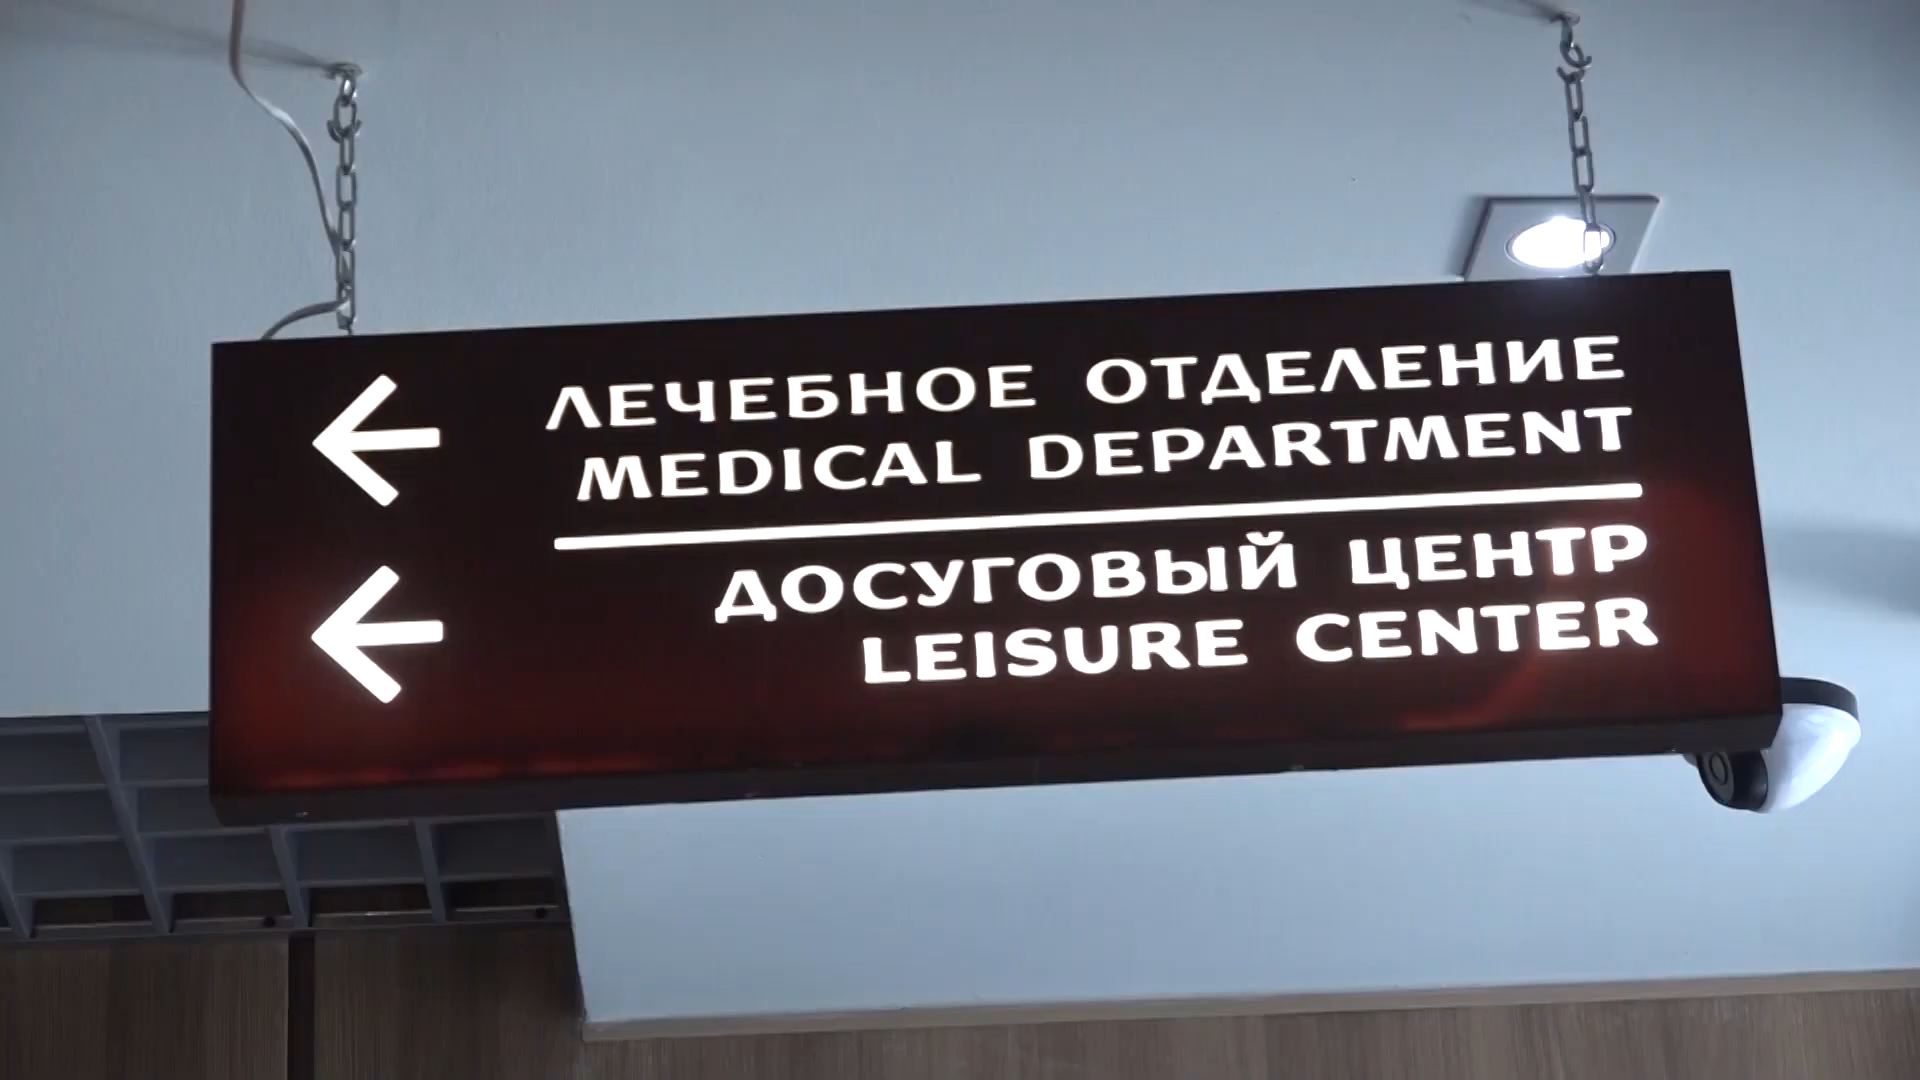 ЛЕЧЕБНОЕ ОТДЕЛЕНИЕ
MEDICAL DEPARTMENT
ДОСУГОВЫЙ ЦЕНТР
LEISURE CENTER